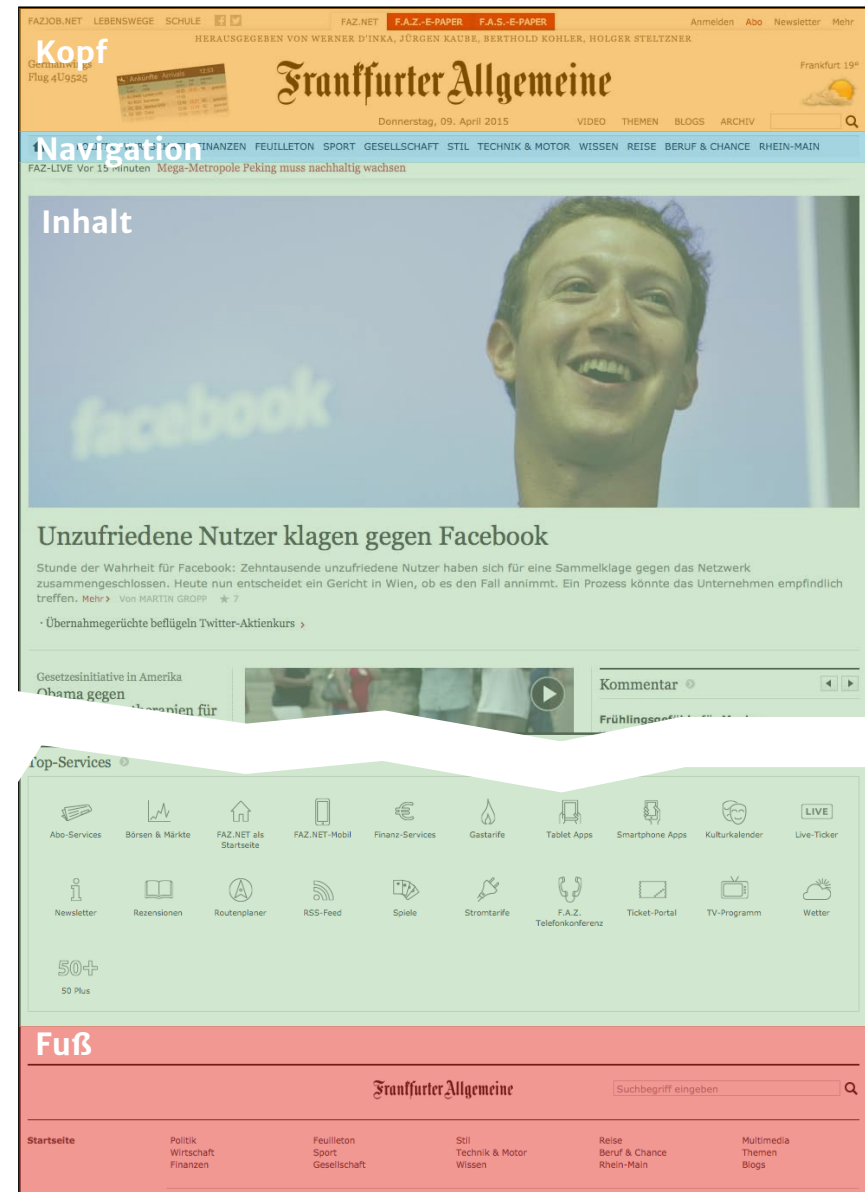 FAZJOB.NET LEBENSWEGE SCHULE
FAZ.NET F.A.Z.-E-PAPER F.A.S.-E-PAPER
Anmelden Abo Newsletter Mehr
HERAUSGEGEBEN VON WERNER D'INKA, JÜRGEN KAUBE, BERTHOLD KOHLER, HOLGER STELTZNER
Kopf
Germanwings
Flug 4U9525
Ankünfte Arrivals
Frankfurter Allgemeine
Frankfurt 19°
Donnerstag, 09. April 2015
VIDEO THEMEN BLOGS ARCHIV
Navigation
FINANZEN FEUILLETON SPORT GESELLSCHAFT STIL TECHNIK & MOTOR WISSEN REISE BERUF & CHANCE RHEIN-MAIN
FAZ-LIVE Vor 15 Minuten Mega-Metropole Peking muss nachhaltig wachsen
Inhalt
facebook
Unzufriedene Nutzer klagen gegen Facebook
Stunde der Wahrheit für Facebook: Zehntausende unzufriedene Nutzer haben sich für eine Sammelklage gegen das Netzwerk
zusammengeschlossen. Heute nun entscheidet ein Gericht in Wien, ob es den Fall annimmt. Ein Prozess könnte das Unternehmen empfindlich
treffen. Mehr › Von MARTIN GROPP ★ 7
· Übernahmegerüchte beflügeln Twitter-Aktienkurs ›
Gesetzesinitiative in Amerika
Obama gegen
für
Kommentar
Top-Services
Abo-Services
Börsen & Märkte
FAZ.NET als
Startseite
FAZ.NET-Mobil
Finanz-Services
Gastarife
Tablet Apps
Smartphone Apps
Kulturkalender
LIVE
Live-Ticker
Newsletter
Rezensionen
Routenplaner
RSS-Feed
Spiele
Stromtarife
F.A.Z.
Telefonkonferenz
Ticket-Portal
TV-Programm
Wetter
50+
50 Plus
Fuß
Frankfurter Allgemeine
Suchbegriff eingeben
Startseite
Politik
Wirtschaft
Finanzen
Feuilleton
Sport
Gesellschaft
Stil
Technik & Motor
Wissen
Reise
Beruf & Chance
Rhein-Main
Multimedia
Themen
Blogs